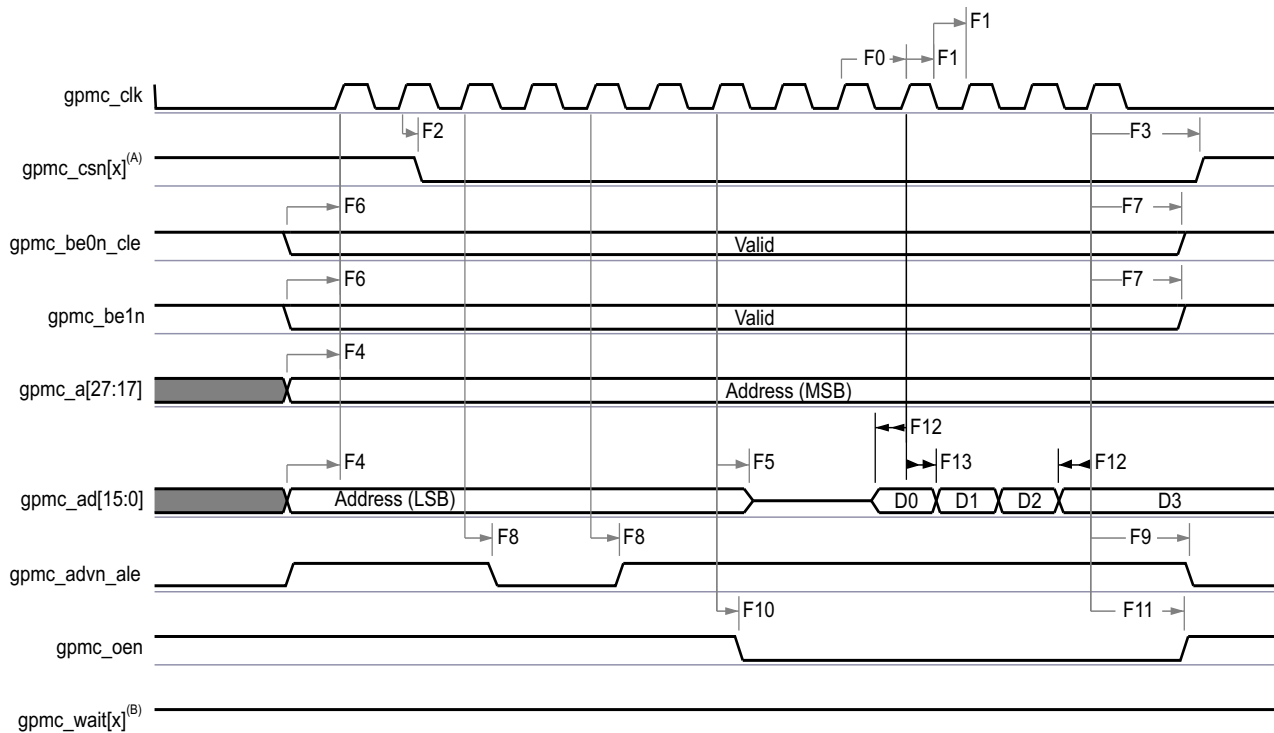 F1
F0 F1
gpmc_clk
F2 F3
gpmc_csn[x](A)
F6 F7
gpmc_be0n_cle
Valid
F6 F7
gpmc_be1n
Valid
F4
gpmc_a[27:17]
Address (MSB)
F12
F4 F5 F13 F12
gpmc_ad[15:0]
Address (LSB) D0 D1 D2 D3
F8 F8 F9
gpmc_advn_ale
F10 F11
gpmc_oen
gpmc_wait[x](B)